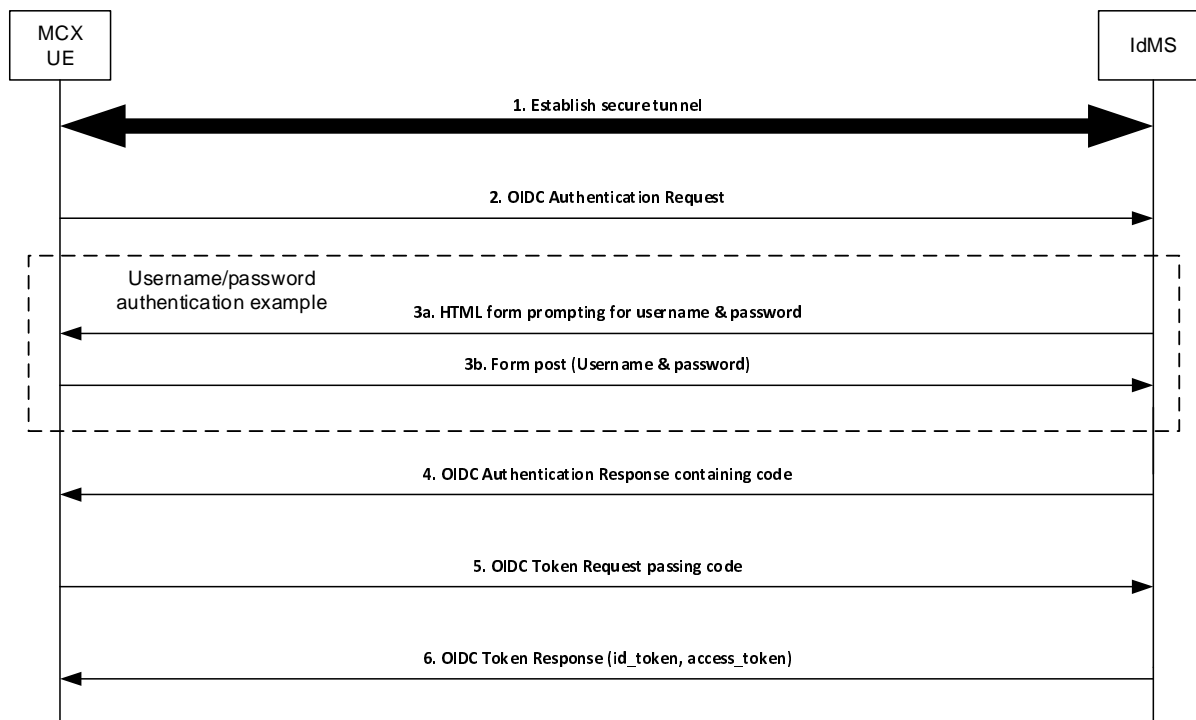 MCX
UE
IdMS
1. Establish secure tunnel
2. OIDC Authentication Request
Username/password
authentication example
3a. HTML form prompting for username & password
3b. Form post (Username & password)
4. OIDC Authentication Response containing code
5. OIDC Token Request passing code
6. OIDC Token Response (id_token, access_token)